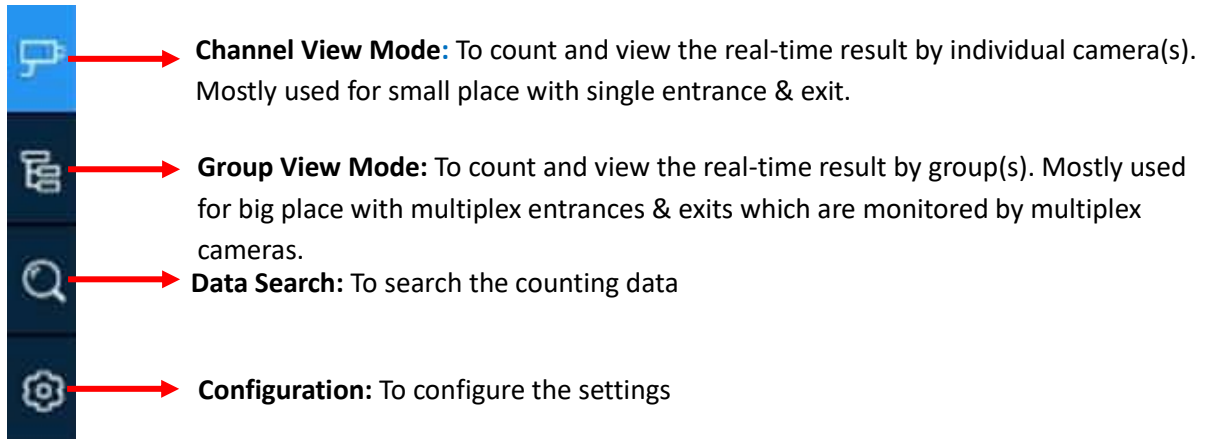 Channel View Mode: To count and view the real-time result by individual camera(s).
Mostly used for small place with single entrance & exit.
Group View Mode: To count and view the real-time result by group(s). Mostly used
for big place with multiplex entrances & exits which are monitored by multiplex
cameras.
Data Search: To search the counting data
Configuration: To configure the settings